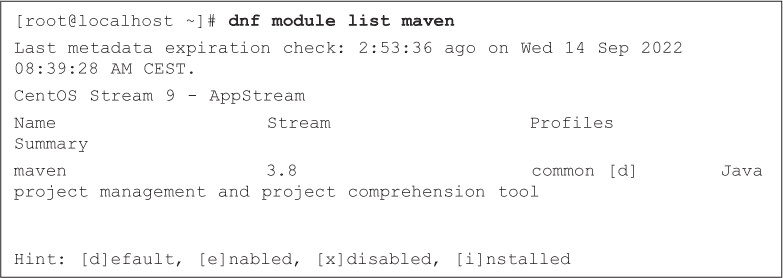 [root@localhost ~]# dnf module list maven
Last metadata expiration check: 2:53:36 ago on Wed 14 Sep 2022
08:39:28 AM CEST.
CentOS Stream 9 - AppStream
Name Stream Profiles
Summary
maven 3.8 common [d] Java
project management and project comprehension tool
Hint: [d]efault, [e]nabled, [x]disabled, [i]nstalled